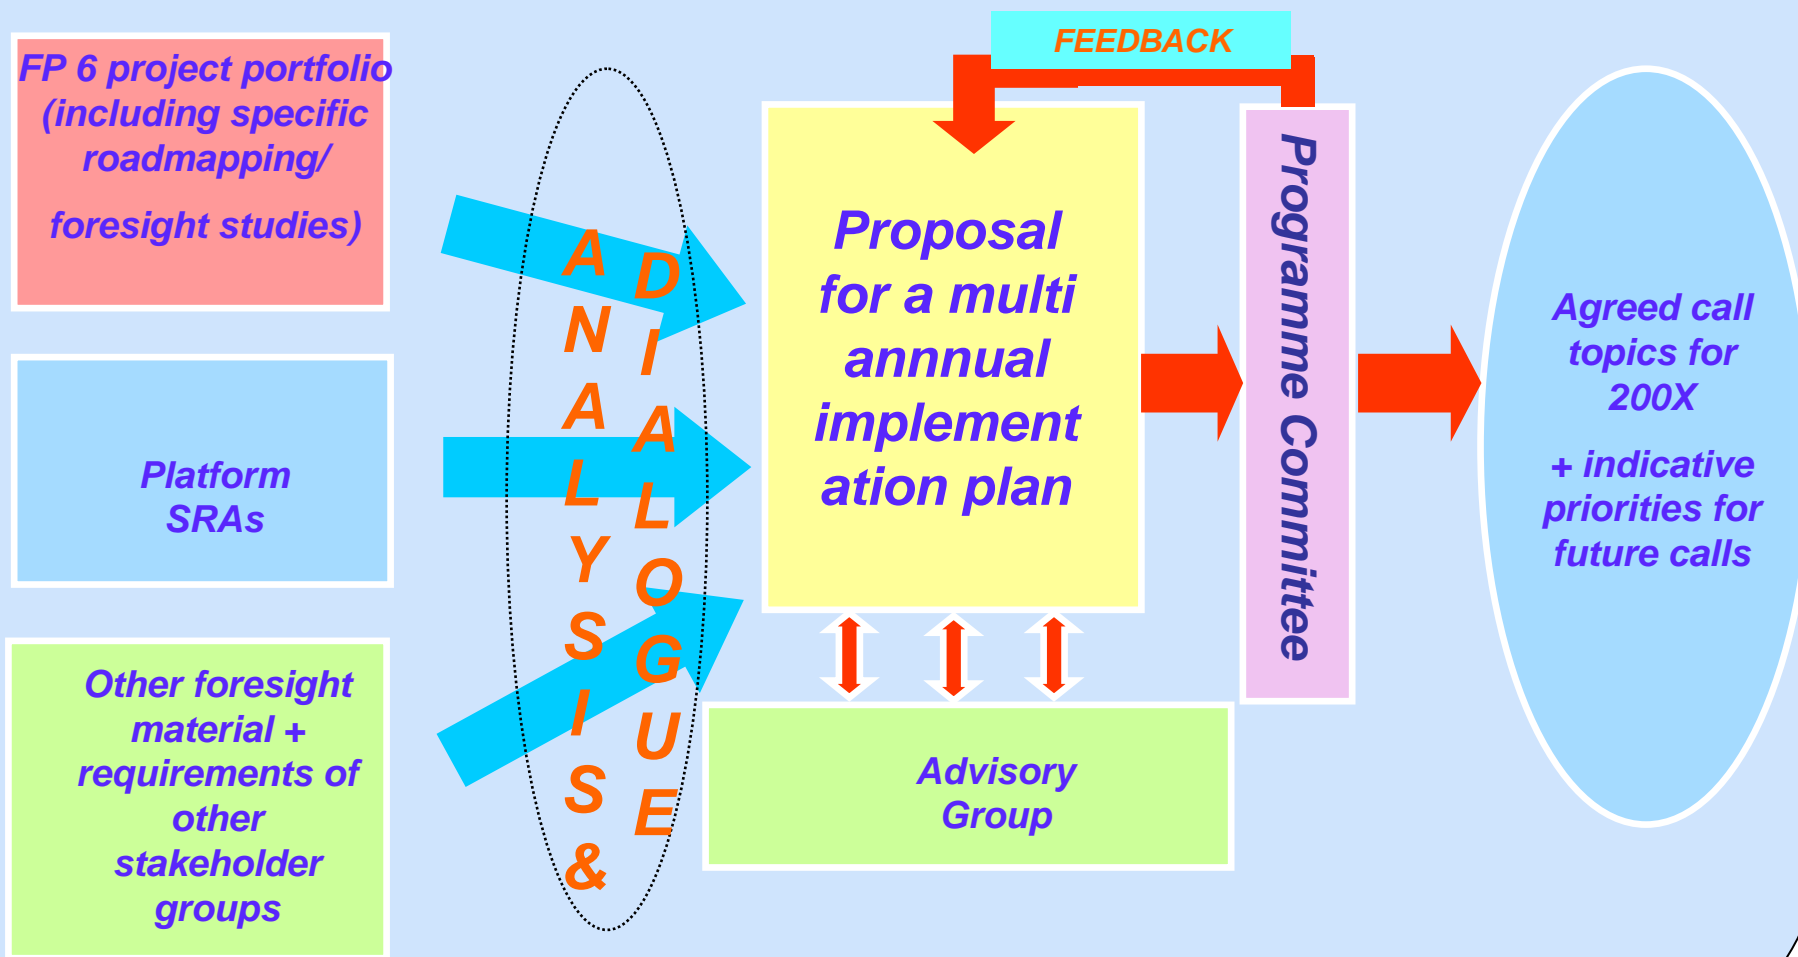 FP 6 project portfolio
(including specific
roadmapping/
foresight studies)
Platform
SRAs
Other foresight
material +
requirements of
other
stakeholder
groups
ANALYSIS &
DIALOGUE
FEEDBACK
Proposal
for a multi
annnual
implement
ation plan
Advisory
Group
Programme Committee
Agreed call
topics for
200X
+ indicative
priorities for
future calls